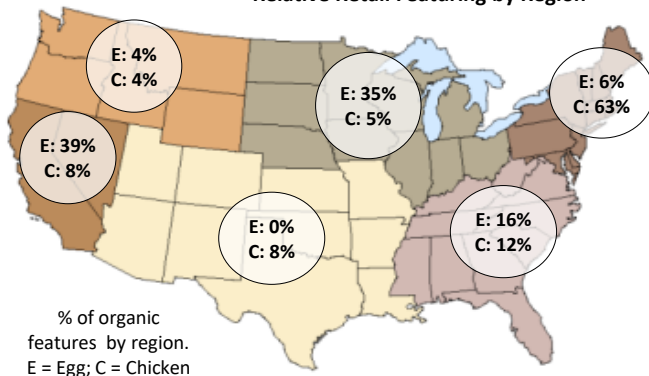 Relative Retail Featuring by Region
E: 4%
C: 4%
E: 35%
C: 5%
E: 6%
C: 63%
E: 39%
C: 8%
E: 0%
C: 8%
E: 16%
C: 12%
% of organic
features by region.
E = Egg; C = Chicken